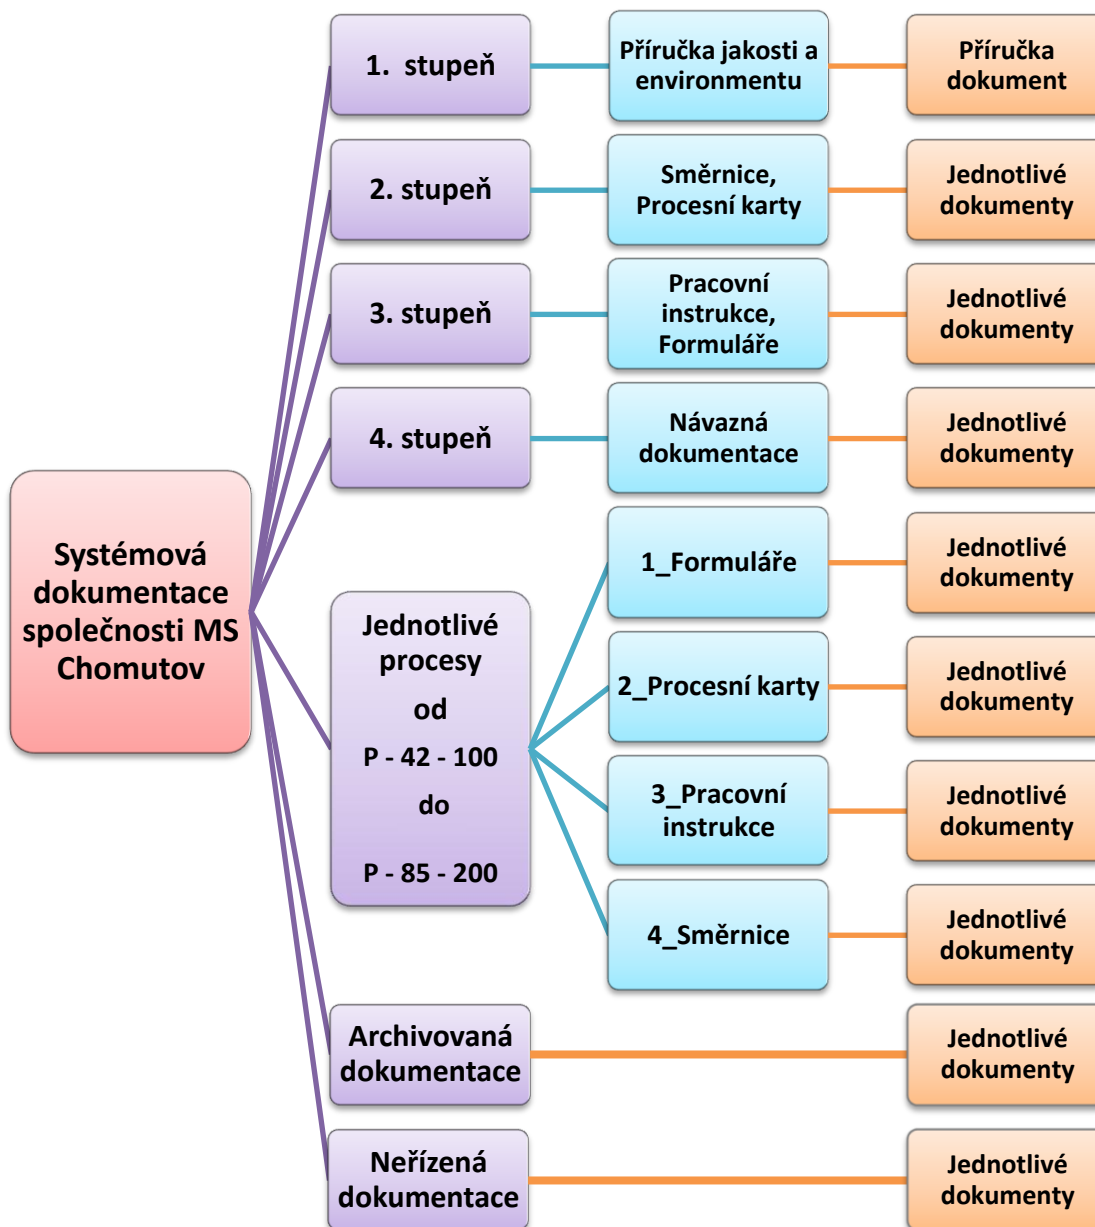 1. stupeň
Příručka jakosti a
environmentu
Příručka
dokument
2. stupeň
Směrnice,
Procesní karty
Jednotlivé
dokumenty
3. stupeň
Pracovní
instrukce,
Formuláře
Jednotlivé
dokumenty
4. stupeň
Návazná
dokumentace
Jednotlivé
dokumenty
Systémová
dokumentace
společnosti MS
Chomutov
Jednotlivé
procesy
od
P - 42 - 100
do
P - 85 - 200
1_Formuláře
Jednotlivé
dokumenty
2_Procesní karty
Jednotlivé
dokumenty
3_Pracovní
instrukce
Jednotlivé
dokumenty
4_Směrnice
Jednotlivé
dokumenty
Archivovaná
dokumentace
Jednotlivé
dokumenty
Neřízená
dokumentace
Jednotlivé
dokumenty